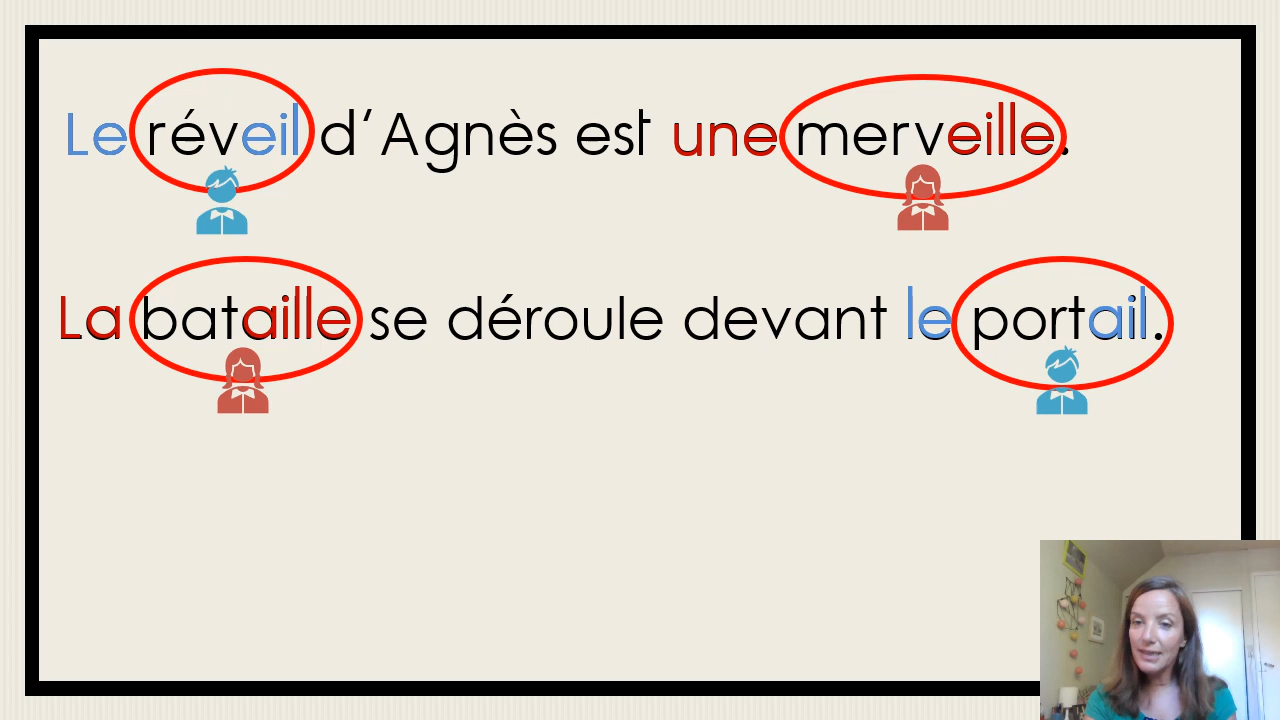 Le réveil d'Agnès est une merveille.
La bataille se déroule devant le portail.